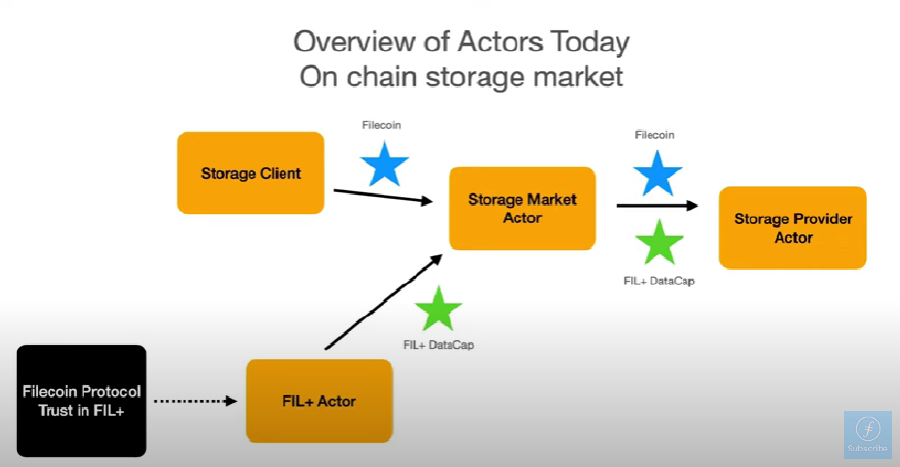 Overview of Actors Today
On chain storage market
Filecoin
Filecoin
Storage Client
Storage Market
Actor
Storage Provider
Actor
FIL+ DataCap
FIL+ DataCap
Filecoin Protocol
Trust in FIL+
FIL+ Actor
Subscribe